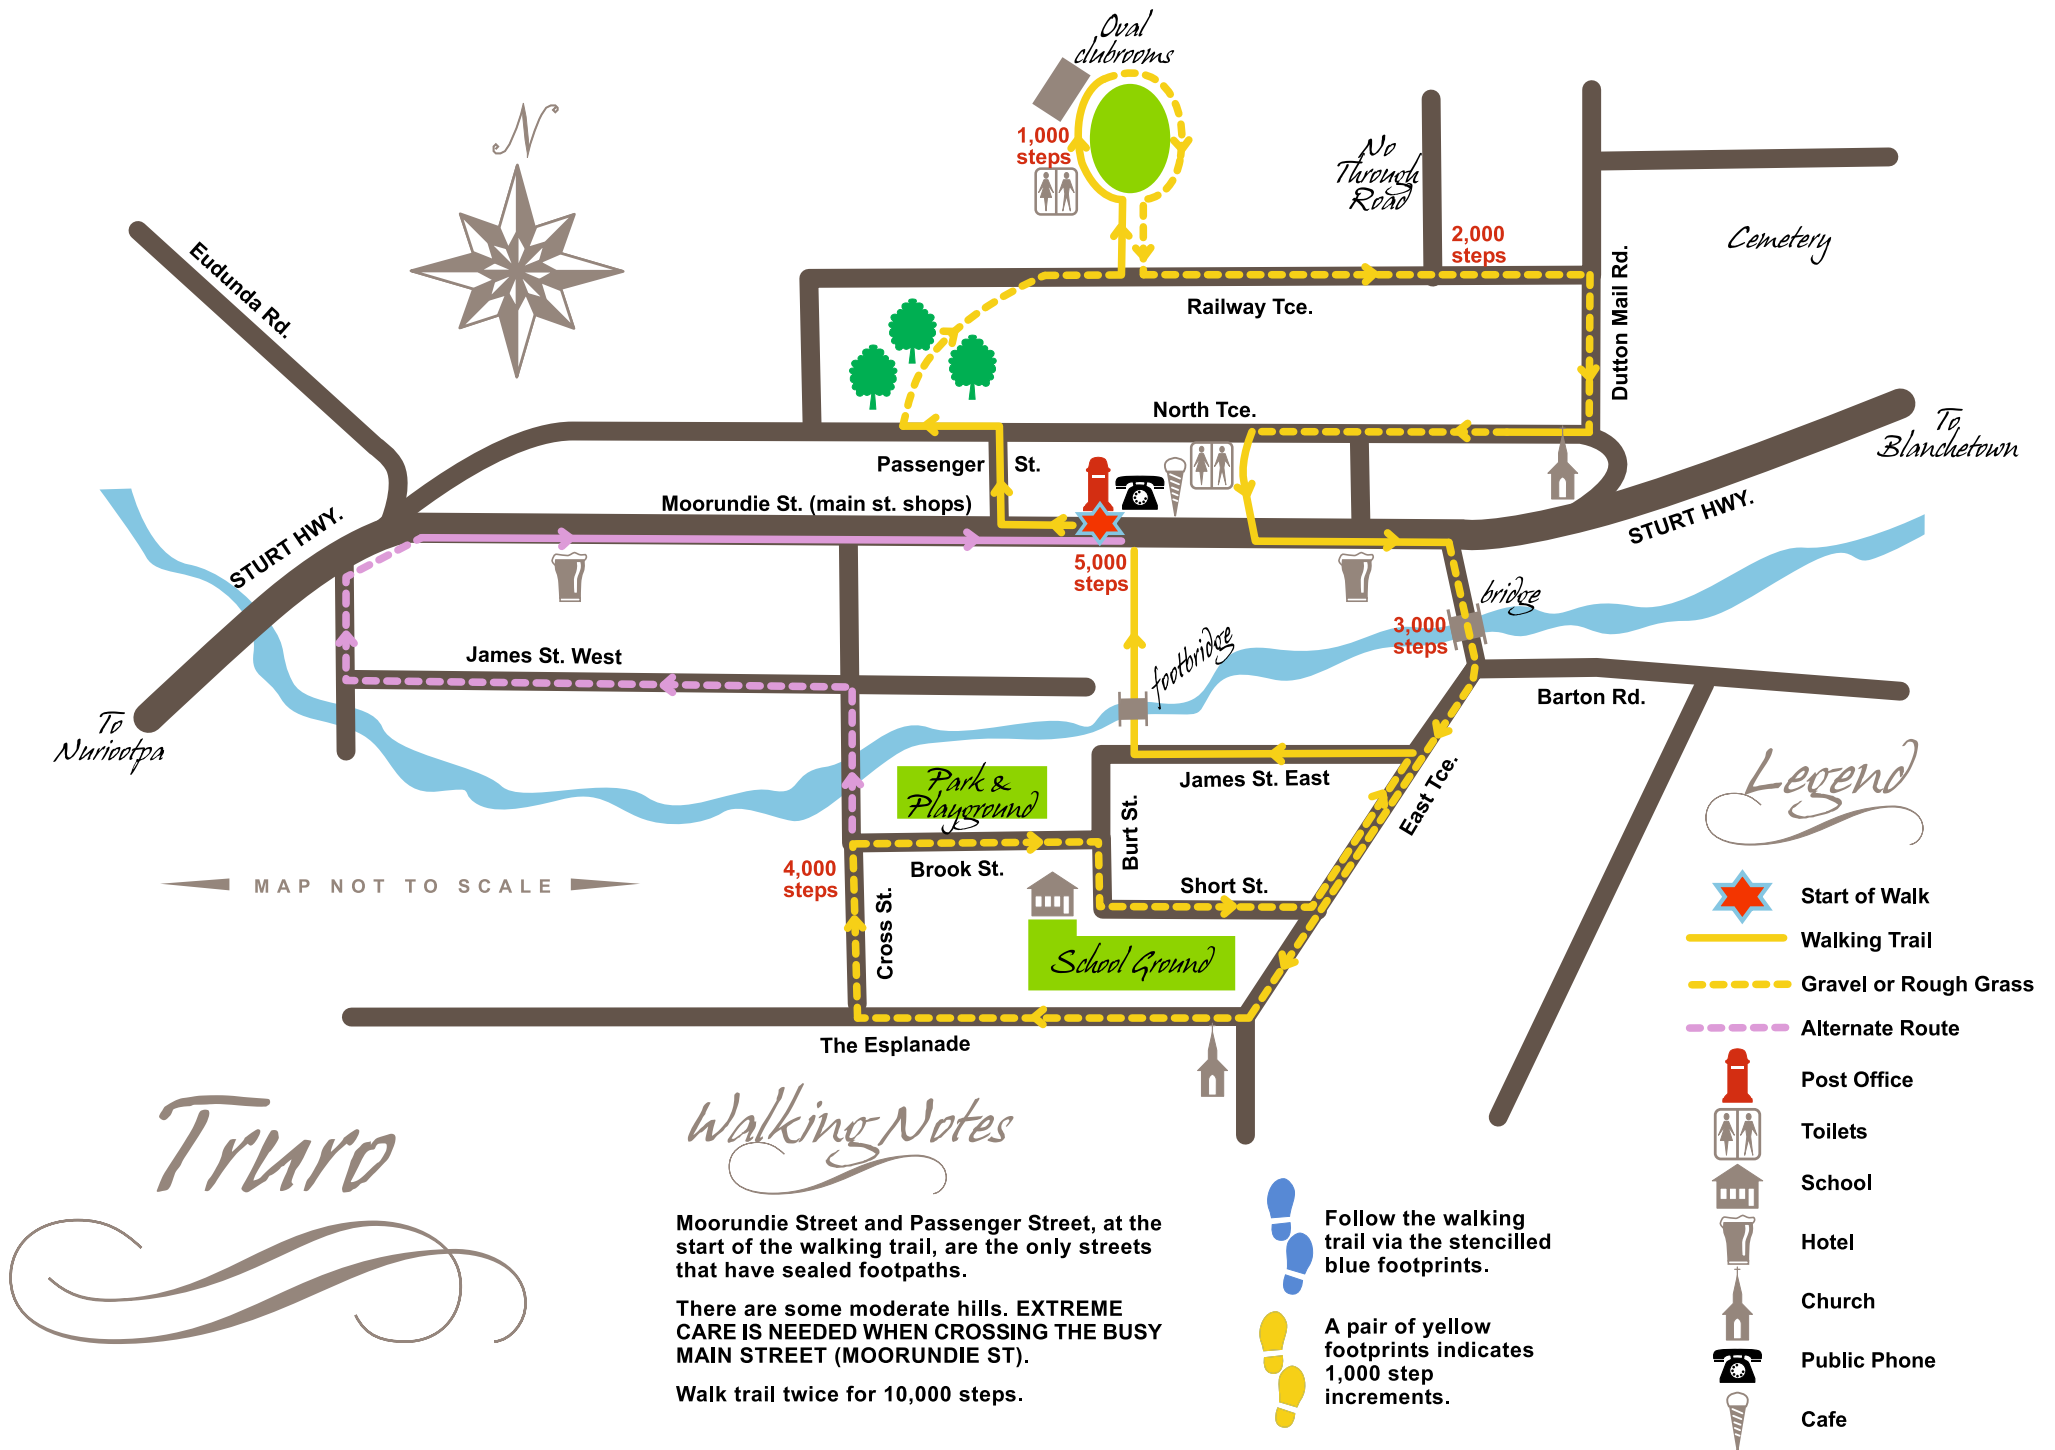 Oval
clubrooms
N
1,000
steps
No
Through
Road
2,000
steps
Cemetery
Eudunda Rd.
Railway Tce.
Dutton Mail Rd.
North Tce.
To
Blanchetown
Passenger St.
Moorundie St. (main st. shops)
STURT HWY.
STURT HWY.
5,000
steps
bridge
3,000
steps
footbridge
James St. West
Barton Rd.
To
Nuriootpa
Park &
Playground
James St. East
East Tce.
Burt St.
4,000
steps
Brook St.
Short St.
MAP NOT TO SCALE
Cross St.
School Ground
The Esplanade
Legend
Start of Walk
Walking Trail
Gravel or Rough Grass
Alternate Route
Post Office
Toilets
School
Hotel
Church
Public Phone
Cafe
Truro
Walking Notes
Moorundie Street and Passenger Street, at the
start of the walking trail, are the only streets
that have sealed footpaths.
There are some moderate hills. EXTREME
CARE IS NEEDED WHEN CROSSING THE BUSY
MAIN STREET (MOORUNDIE ST).
Walk trail twice for 10,000 steps.
Follow the walking
trail via the stencilled
blue footprints.
A pair of yellow
footprints indicates
1,000 step
increments.